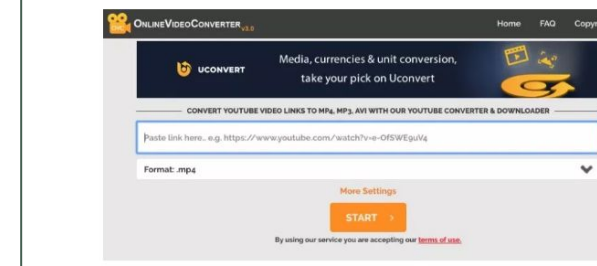 ONLINEVIDEOCONVERTER v3.0
Home FAQ Copyr
UCONVERT
Media, currencies & unit conversion,
take your pick on Uconvert
CONVERT YOUTUBE VIDEO LINKS TO MP4, MP3, AVI WITH OUR YOUTUBE CONVERTER & DOWNLOADER
Paste link here.. e.g. https://www.youtube.com/watch?v=e-OfSWE9uV4
Format: .mp4
More Settings
START >
By using our service you are accepting our terms of use.